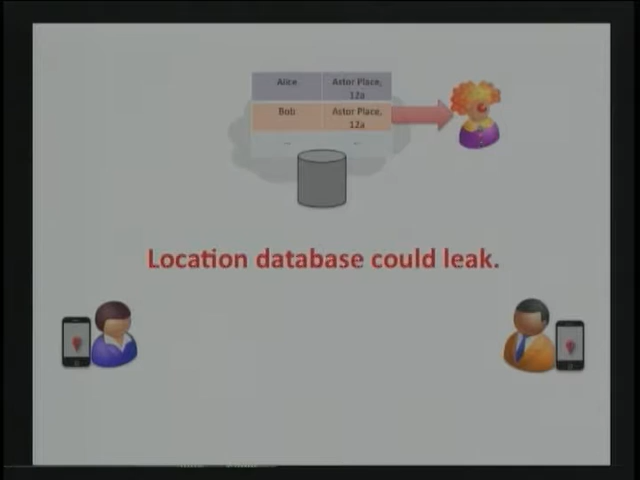 Alice Astor Place,
12a
Bob Astor Place,
12a
... ...
Location database could leak.